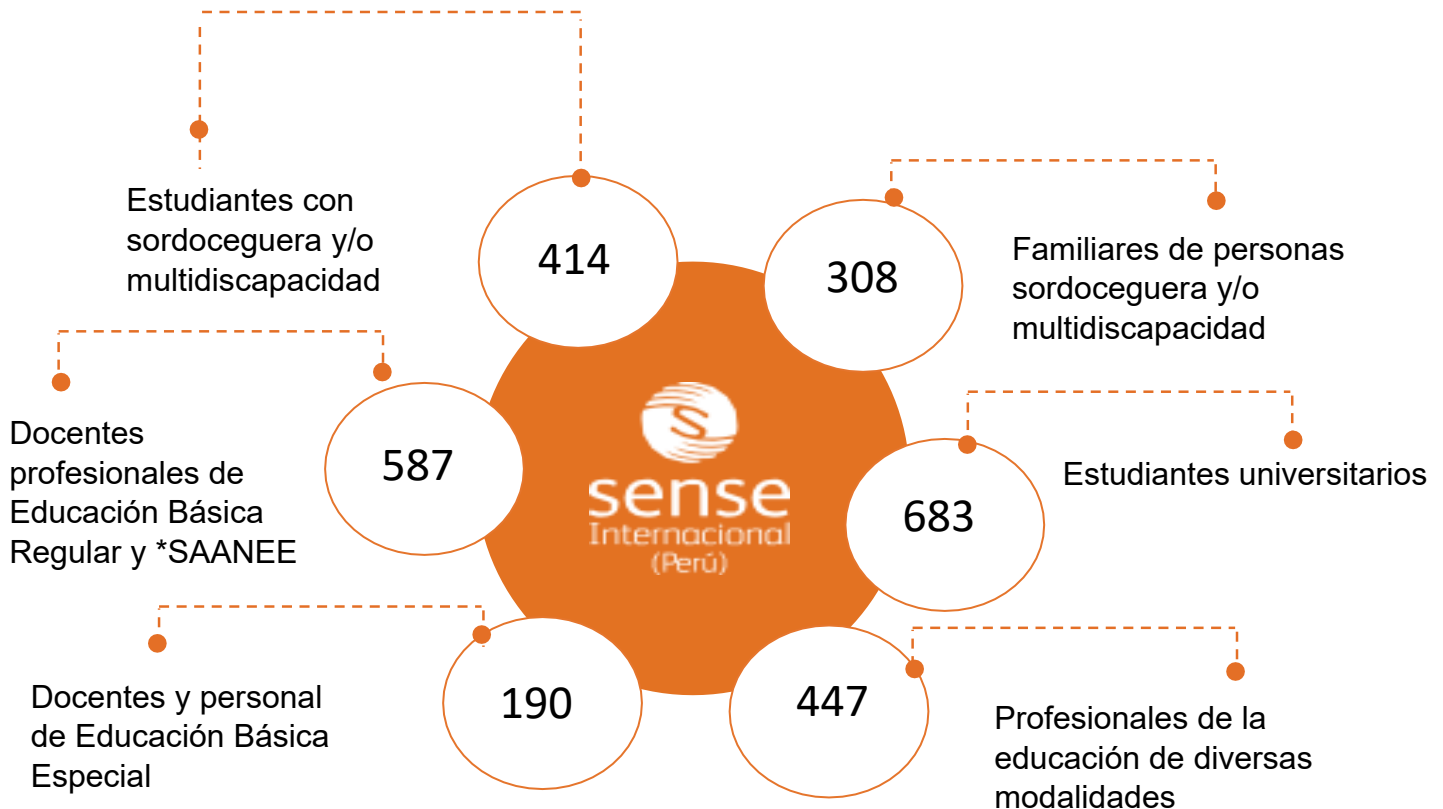 Estudiantes con
sordoceguera y/o
multidiscapacidad
414
308
Familiares de personas
sordoceguera y/o
multidiscapacidad
Docentes
profesionales de
Educación Básica
Regular y *SAANEE
587
S
sense
Internacional
(Perú)
683
Estudiantes universitarios
Docentes y personal
de Educación Básica
Especial
190
447
Profesionales de la
educación de diversas
modalidades